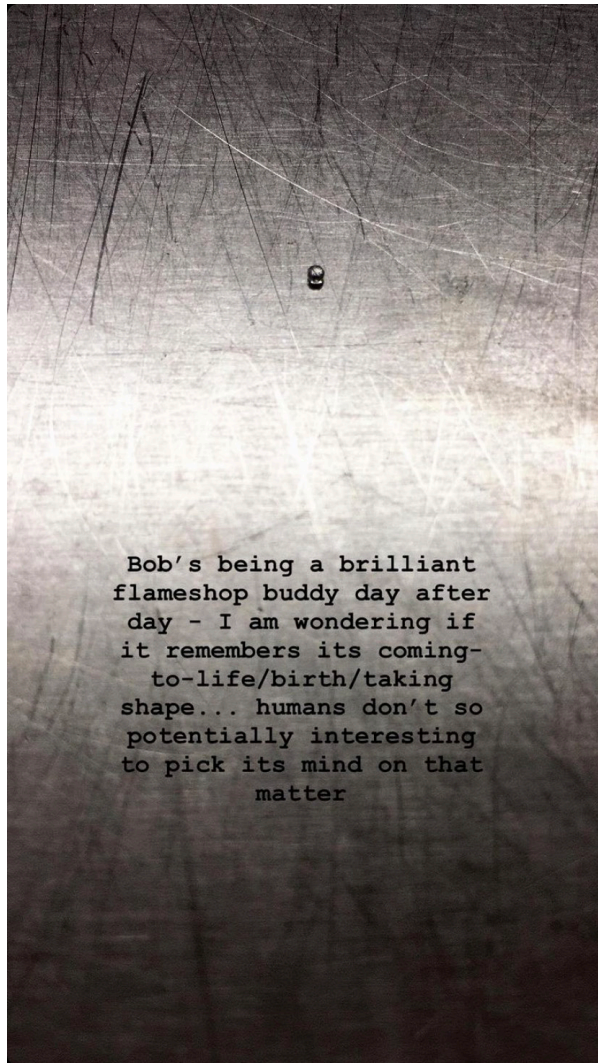 Bob's being a brilliant
flameshop buddy day after
day - I am wondering if
it remembers its coming-
to-life/birth/taking
shape... humans don't so
potentially interesting
to pick its mind on that
matter